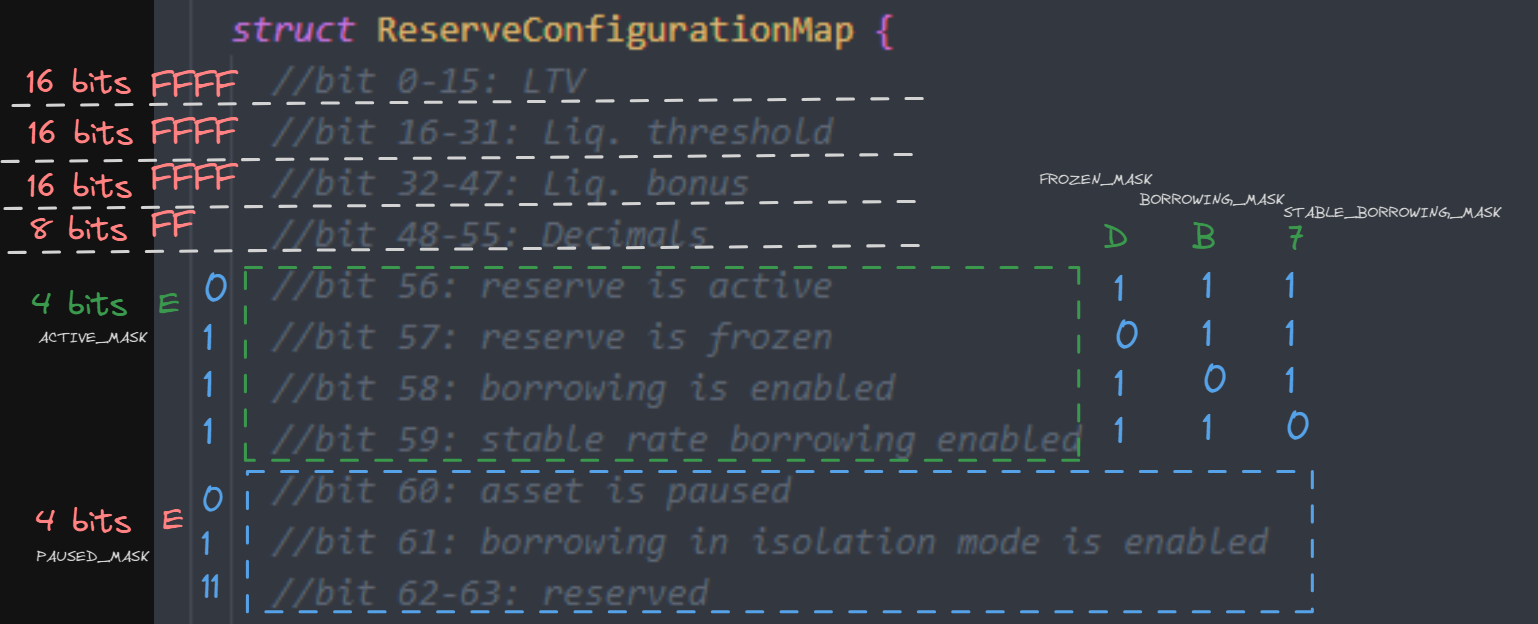 struct ReserveConfigurationMap {
16 bits FFFF //bit 0-15: LTV
16 bits FFFF //bit 16-31: Liq. threshold
16 bits FFFF //bit 32-47: Liq. bonus
FROZEN_MASK
BORROWING_MASK
STABLE_BORROWING_MASK
8 bits FF //bit 48-55: Decimals
D B 7
0 //bit 56: reserve is active 1 1 1
4 bits E
ACTIVE_MASK
1 //bit 57: reserve is frozen 0 1 1
1 //bit 58: borrowing is enabled 1 0 1
1 //bit 59: stable rate borrowing enabled 1 1 0
0 //bit 60: asset is paused
4 bits E
PAUSED_MASK
1 //bit 61: borrowing in isolation mode is enabled
11 //bit 62-63: reserved